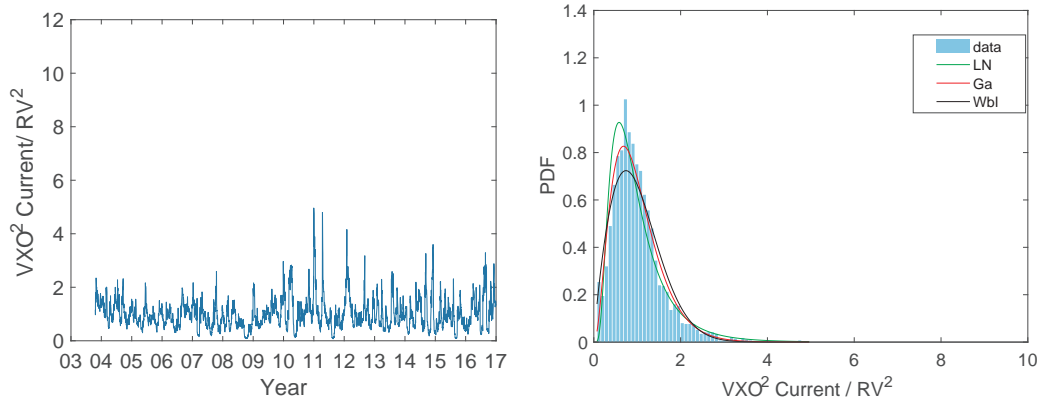 12
10
8
6
4
2
0
VXO² Current/ RV²
03 04 05 06 07 08 09 10 11 12 13 14 15 16 17
Year
1.4
1.2
1
0.8
0.6
0.4
0.2
0
PDF
data
LN
Ga
Wbl
0 2 4 6 8 10
VXO² Current / RV²